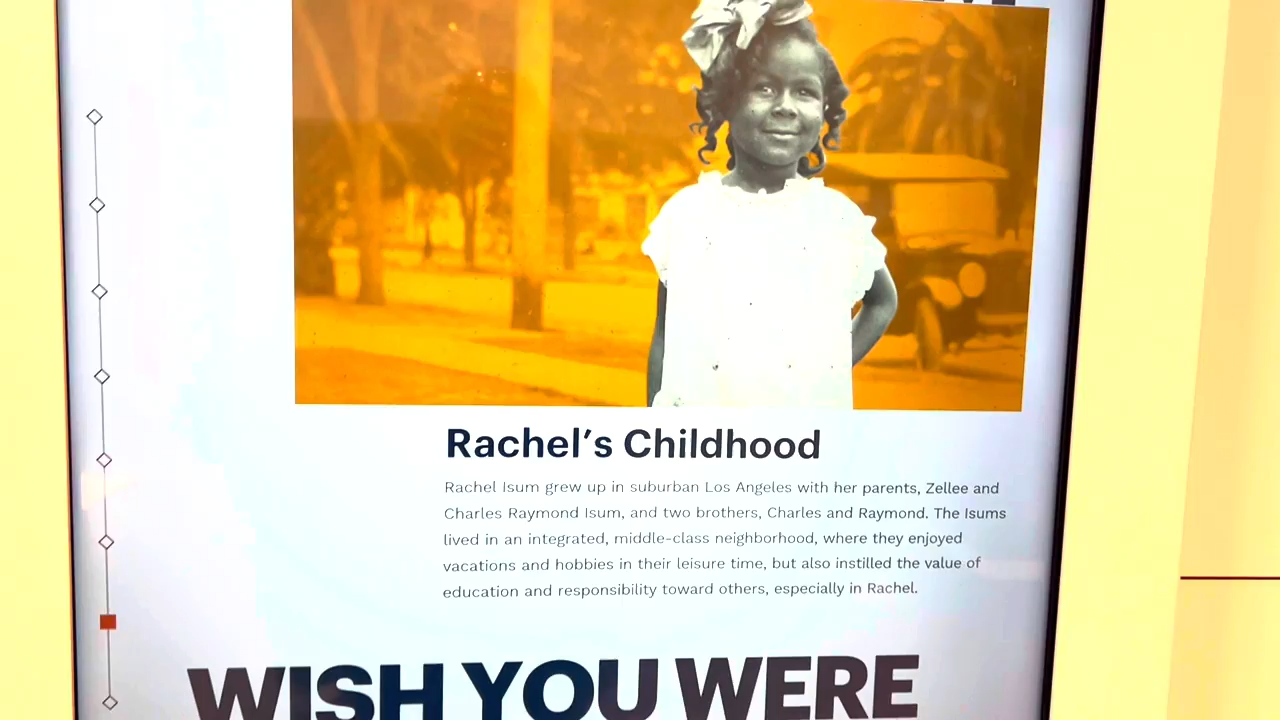 Rachel's Childhood
Rachel Isum grew up in suburban Los Angeles with her parents, Zellee and
Charles Raymond Isum, and two brothers, Charles and Raymond. The Isums
lived in an integrated, middle-class neighborhood, where they enjoyed
vacations and hobbies in their leisure time, but also instilled the value of
education and responsibility toward others, especially in Rachel.
WISH YOU WERE